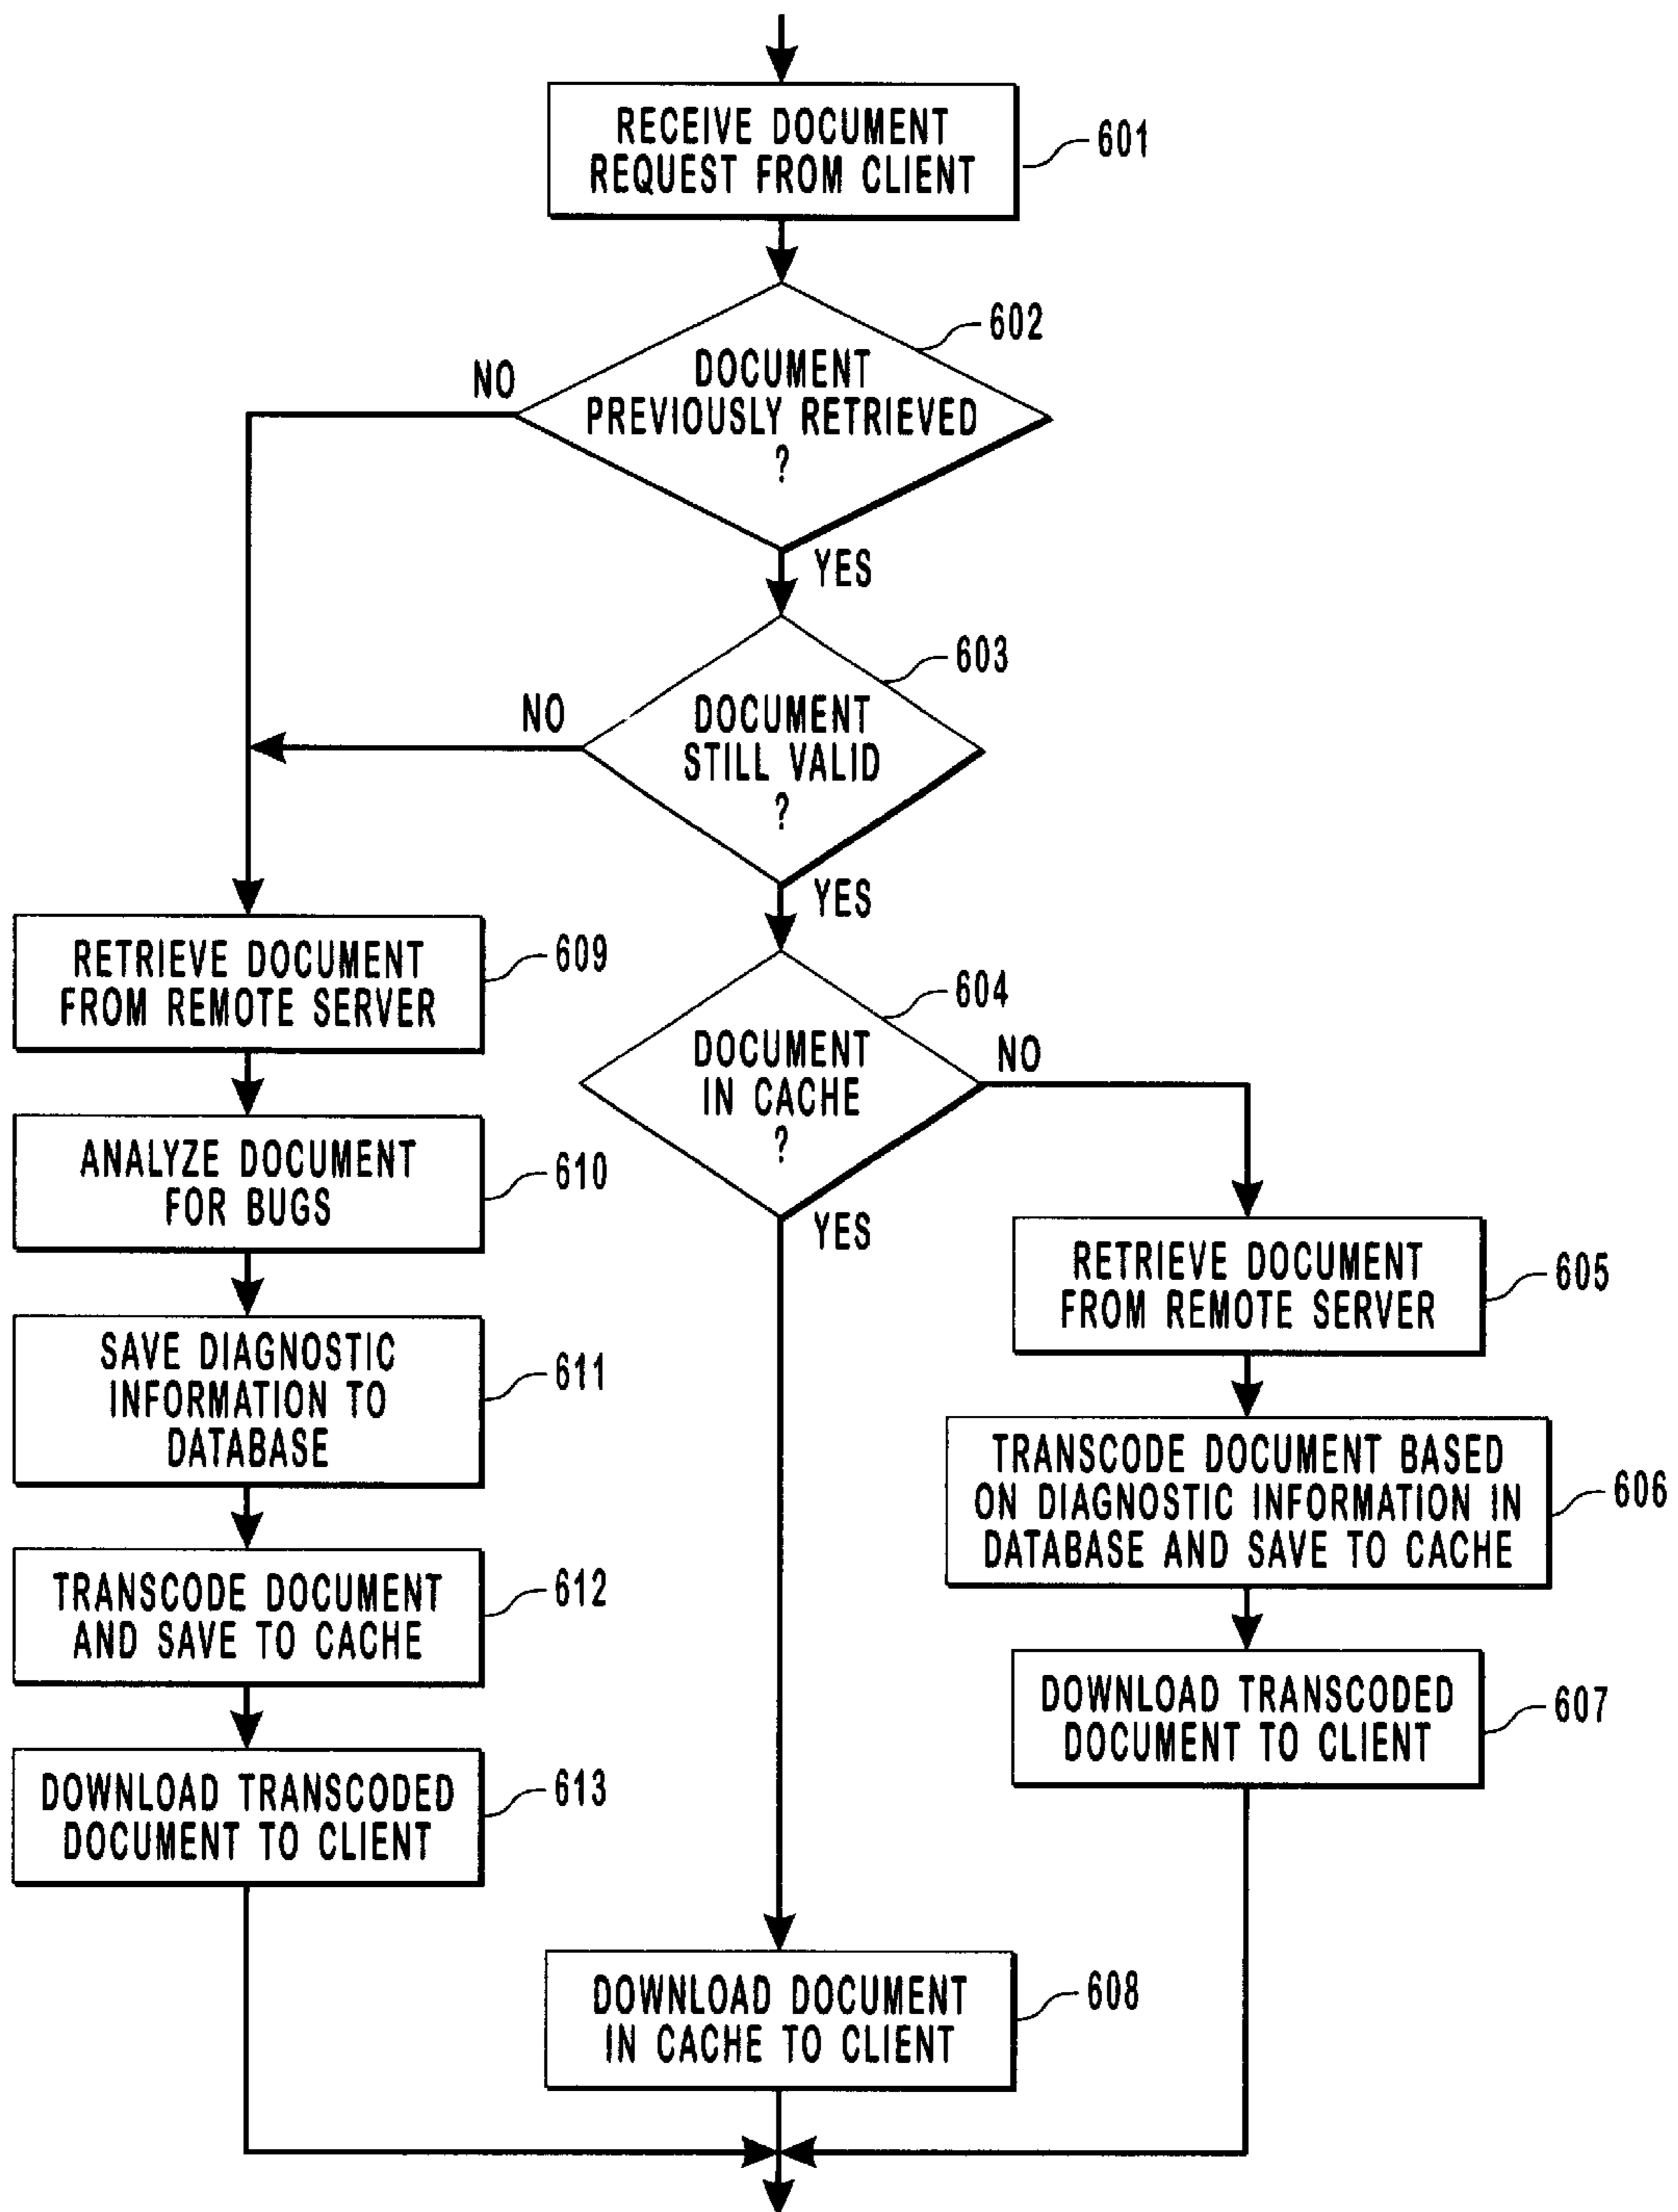 RECEIVE DOCUMENT
REQUEST FROM CLIENT
601
602
DOCUMENT
PREVIOUSLY RETRIEVED
?
NO
YES
603
DOCUMENT
STILL VALID
?
NO
YES
604
DOCUMENT
IN CACHE
?
NO
YES
RETRIEVE DOCUMENT
FROM REMOTE SERVER
609
ANALYZE DOCUMENT
FOR BUGS
610
SAVE DIAGNOSTIC
INFORMATION TO
DATABASE
611
TRANSCODE DOCUMENT
AND SAVE TO CACHE
612
DOWNLOAD TRANSCODED
DOCUMENT TO CLIENT
613
RETRIEVE DOCUMENT
FROM REMOTE SERVER
605
TRANSCODE DOCUMENT BASED
ON DIAGNOSTIC INFORMATION IN
DATABASE AND SAVE TO CACHE
606
DOWNLOAD TRANSCODED
DOCUMENT TO CLIENT
607
DOWNLOAD DOCUMENT
IN CACHE TO CLIENT
608